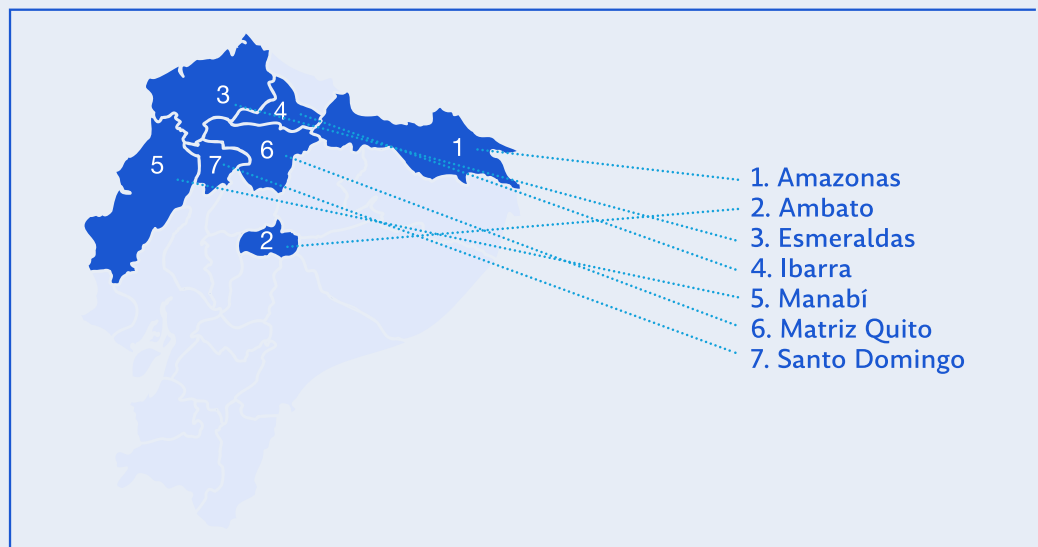 3
4
1
6
5
7
2
1. Amazonas
2. Ambato
3. Esmeraldas
4. Ibarra
5. Manabí
6. Matriz Quito
7. Santo Domingo